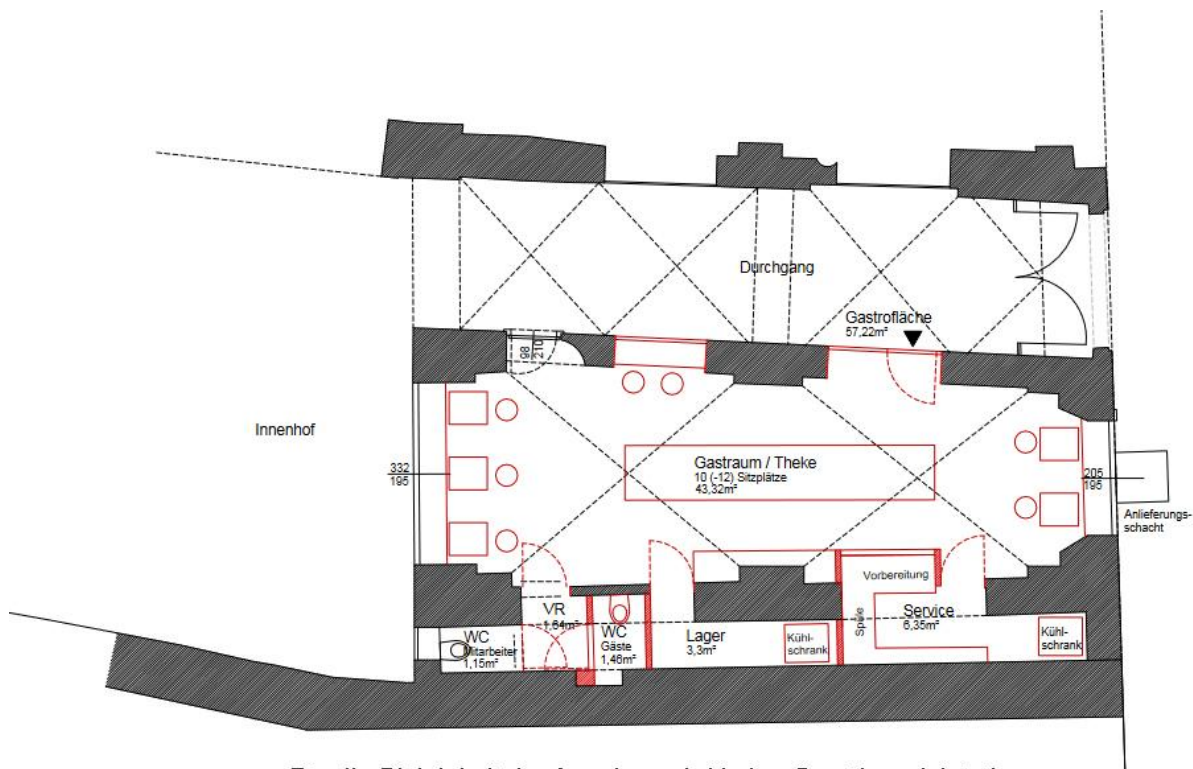 Durchgang
Gastrofläche
57,22m²
98
210
Innenhof
332
195
Gastraum / Theke
10 (-12) Sitzplätze
43,32m²
205
195
Anlieferungs-
schacht
Vorbereitung
VR
1,64m²
WC
Mitarbeiter
1,15m²
WC
Gäste
1,46m²
Lager
3,3m²
Kühl-
schrank
Spüle
Service
6,35m²
Kühl-
schrank